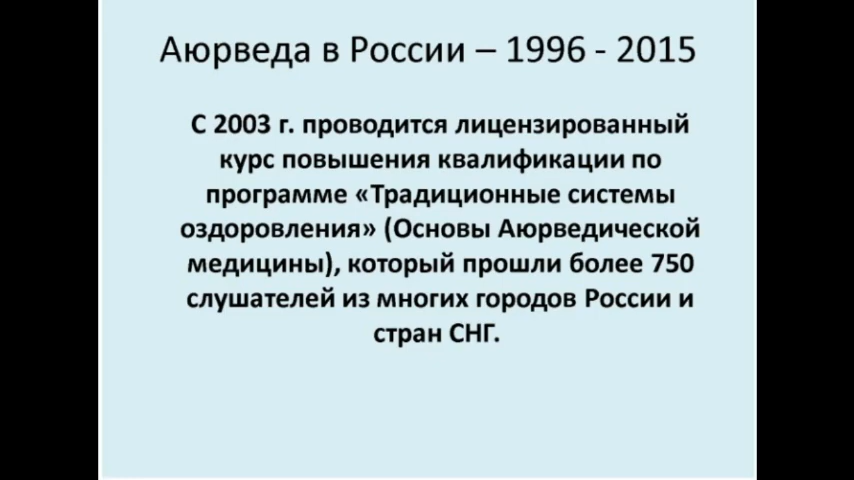 Аюрведа в России – 1996 - 2015
С 2003 г. проводится лицензированный
курс повышения квалификации по
программе «Традиционные системы
оздоровления» (Основы Аюрведической
медицины), который прошли более 750
слушателей из многих городов России и
стран СНГ.